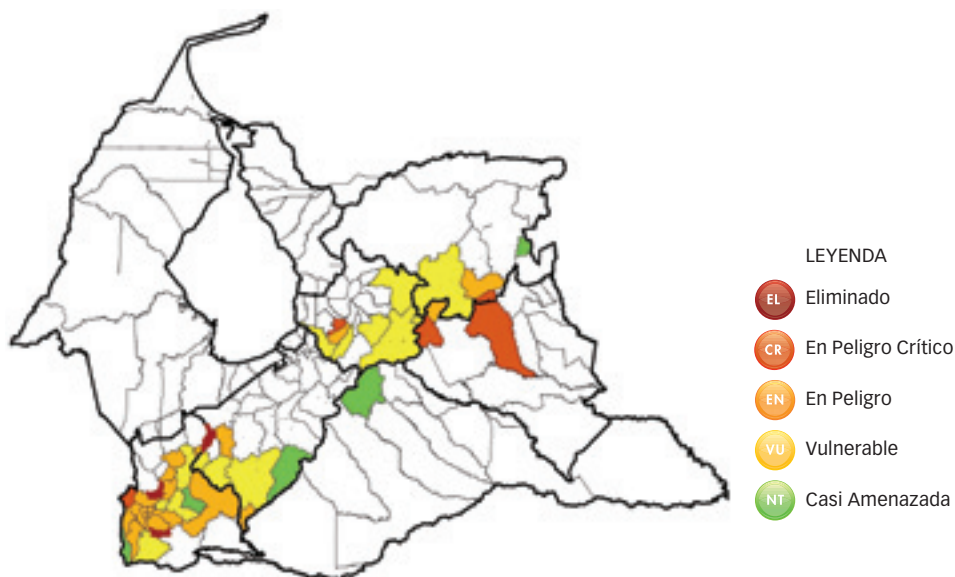 LEYENDA
EL Eliminado
CR En Peligro Crítico
EN En Peligro
VU Vulnerable
NT Casi Amenazada